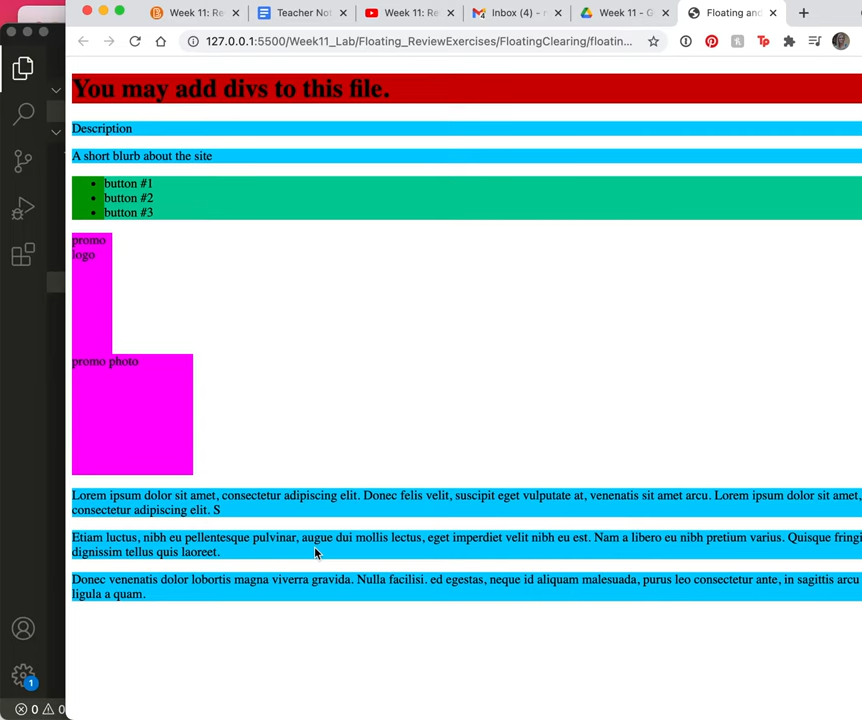 Week 11: Re
Teacher Not
Week 11: Re
Inbox (4) -
Week 11 - G
Floating and
127.0.0.1:5500/Week11_Lab/Floating_ReviewExercises/FloatingClearing/floatin...
You may add divs to this file.
Description
A short blurb about the site
button #1
button #2
button #3
promo
logo
promo photo
Lorem ipsum dolor sit amet, consectetur adipiscing elit. Donec felis velit, suscipit eget vulputate at, venenatis sit amet arcu. Lorem ipsum dolor sit amet,
consectetur adipiscing elit. S
Etiam luctus, nibh eu pellentesque pulvinar, augue dui mollis lectus, eget imperdiet velit nibh eu est. Nam a libero eu nibh pretium varius. Quisque fringi
dignissim tellus quis laoreet.
Donec venenatis dolor lobortis magna viverra gravida. Nulla facilisi. ed egestas, neque id aliquam malesuada, purus leo consectetur ante, in sagittis arcu
ligula a quam.
1
0 0